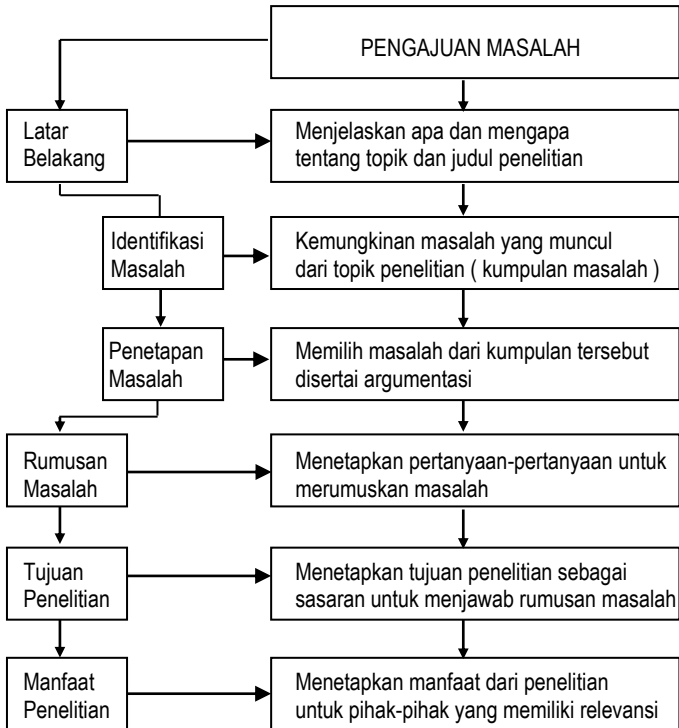 PENGAJUAN MASALAH
Latar
Belakang
Menjelaskan apa dan mengapa
tentang topik dan judul penelitian
Identifikasi
Masalah
Kemungkinan masalah yang muncul
dari topik penelitian ( kumpulan masalah )
Penetapan
Masalah
Memilih masalah dari kumpulan tersebut
disertai argumentasi
Rumusan
Masalah
Menetapkan pertanyaan-pertanyaan untuk
merumuskan masalah
Tujuan
Penelitian
Menetapkan tujuan penelitian sebagai
sasaran untuk menjawab rumusan masalah
Manfaat
Penelitian
Menetapkan manfaat dari penelitian
untuk pihak-pihak yang memiliki relevansi